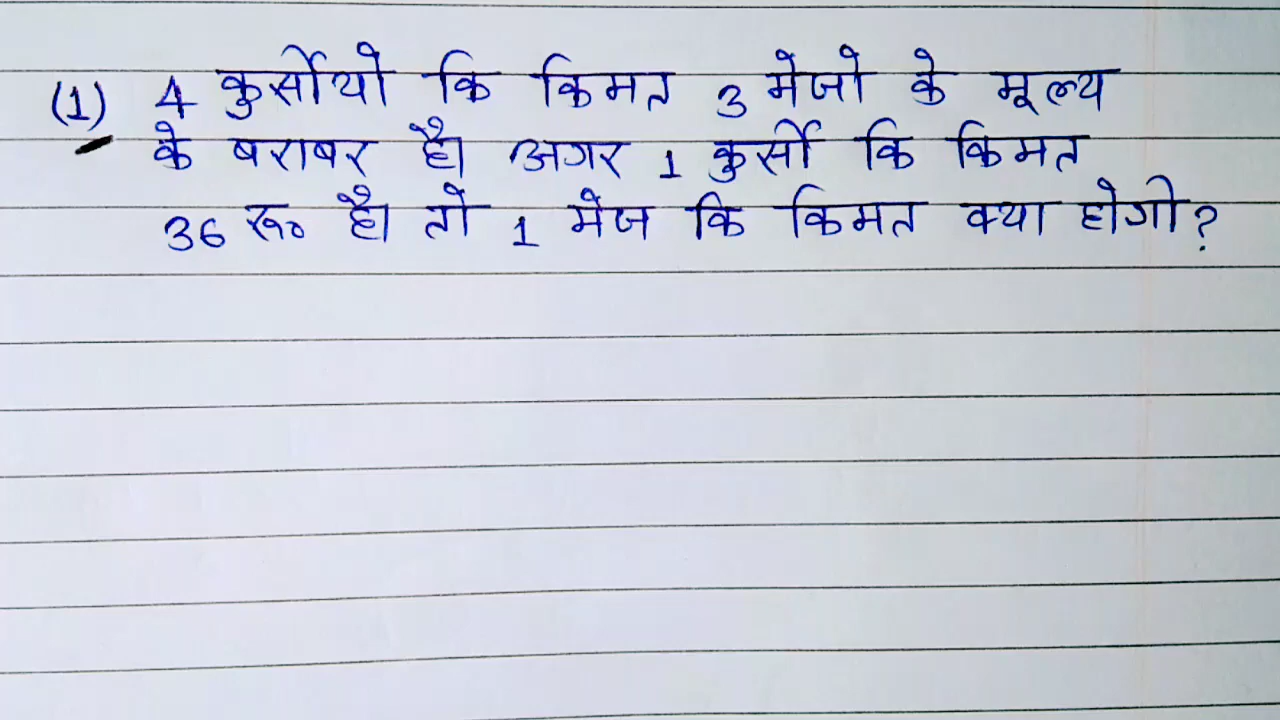 (1) 4 कुर्सीयो कि किमत 3 मेजो के मूल्य
के बराबर है। अगर 1 कुर्सी कि किमत
36 रू० है। तो 1 मेज कि किमत क्या होगी?